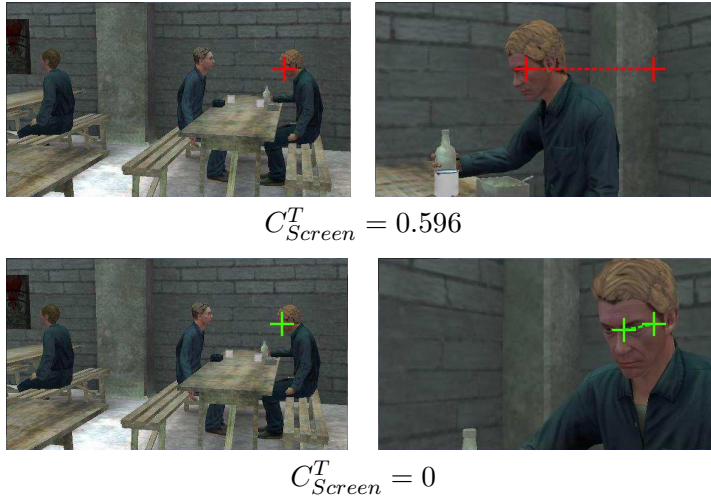 $C^T_{Screen} = 0.596$
$C^T_{Screen} = 0$